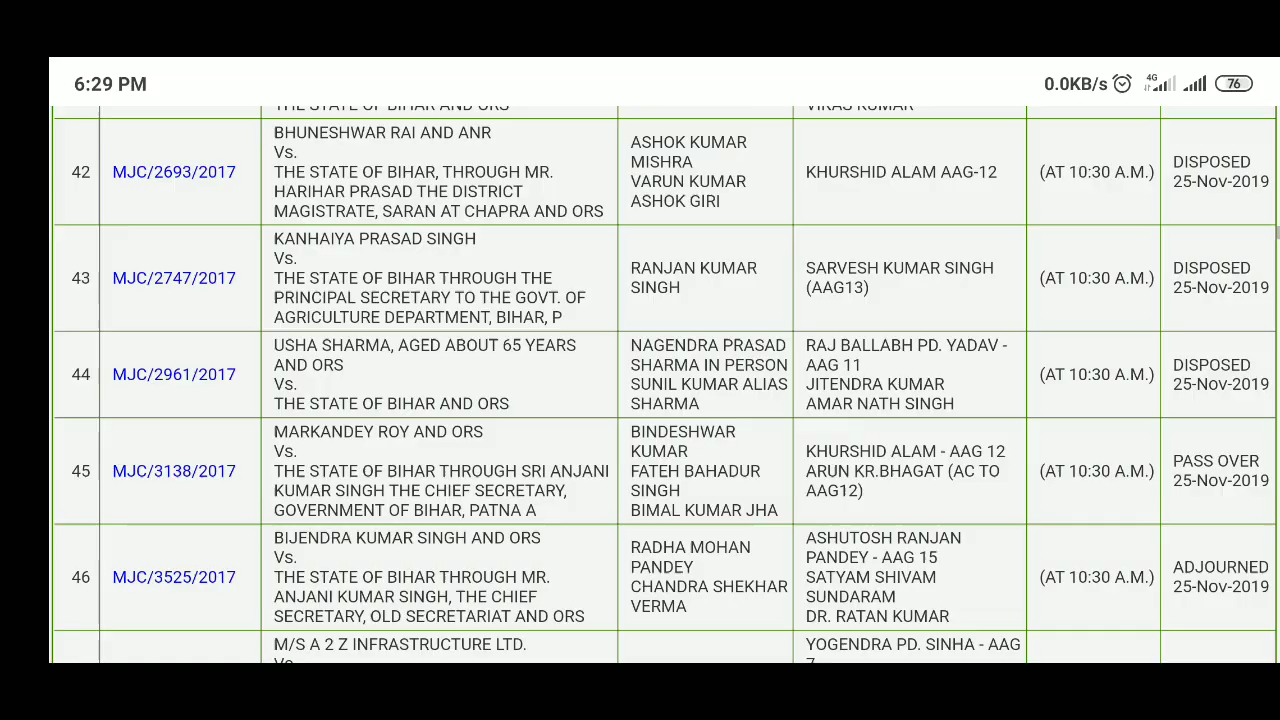 6:29 PM
0.0KB/s
4G
76
THE STATE OF BIHAR AND ORS
VIKAS KUMAR
42
MJC/2693/2017
BHUNESHWAR RAI AND ANR
Vs.
THE STATE OF BIHAR, THROUGH MR.
HARIHAR PRASAD THE DISTRICT
MAGISTRATE, SARAN AT CHAPRA AND ORS
ASHOK KUMAR
MISHRA
VARUN KUMAR
ASHOK GIRI
KHURSHID ALAM AAG-12
(AT 10:30 A.M.)
DISPOSED
25-Nov-2019
43
MJC/2747/2017
KANHAIYA PRASAD SINGH
Vs.
THE STATE OF BIHAR THROUGH THE
PRINCIPAL SECRETARY TO THE GOVT. OF
AGRICULTURE DEPARTMENT, BIHAR, P
RANJAN KUMAR
SINGH
SARVESH KUMAR SINGH
(AAG13)
(AT 10:30 A.M.)
DISPOSED
25-Nov-2019
44
MJC/2961/2017
USHA SHARMA, AGED ABOUT 65 YEARS
AND ORS
Vs.
THE STATE OF BIHAR AND ORS
NAGENDRA PRASAD
SHARMA IN PERSON
SUNIL KUMAR ALIAS
SHARMA
RAJ BALLABH PD. YADAV -
AAG 11
JITENDRA KUMAR
AMAR NATH SINGH
(AT 10:30 A.M.)
DISPOSED
25-Nov-2019
45
MJC/3138/2017
MARKANDEY ROY AND ORS
Vs.
THE STATE OF BIHAR THROUGH SRI ANJANI
KUMAR SINGH THE CHIEF SECRETARY,
GOVERNMENT OF BIHAR, PATNA A
BINDESHWAR
KUMAR
FATEH BAHADUR
SINGH
BIMAL KUMAR JHA
KHURSHID ALAM - AAG 12
ARUN KR.BHAGAT (AC TO
AAG12)
(AT 10:30 A.M.)
PASS OVER
25-Nov-2019
46
MJC/3525/2017
BIJENDRA KUMAR SINGH AND ORS
Vs.
THE STATE OF BIHAR THROUGH MR.
ANJANI KUMAR SINGH, THE CHIEF
SECRETARY, OLD SECRETARIAT AND ORS
RADHA MOHAN
PANDEY
CHANDRA SHEKHAR
VERMA
ASHUTOSH RANJAN
PANDEY - AAG 15
SATYAM SHIVAM
SUNDARAM
DR. RATAN KUMAR
(AT 10:30 A.M.)
ADJOURNED
25-Nov-2019
M/S A 2 Z INFRASTRUCTURE LTD.
Vs.
YOGENDRA PD. SINHA - AAG
7